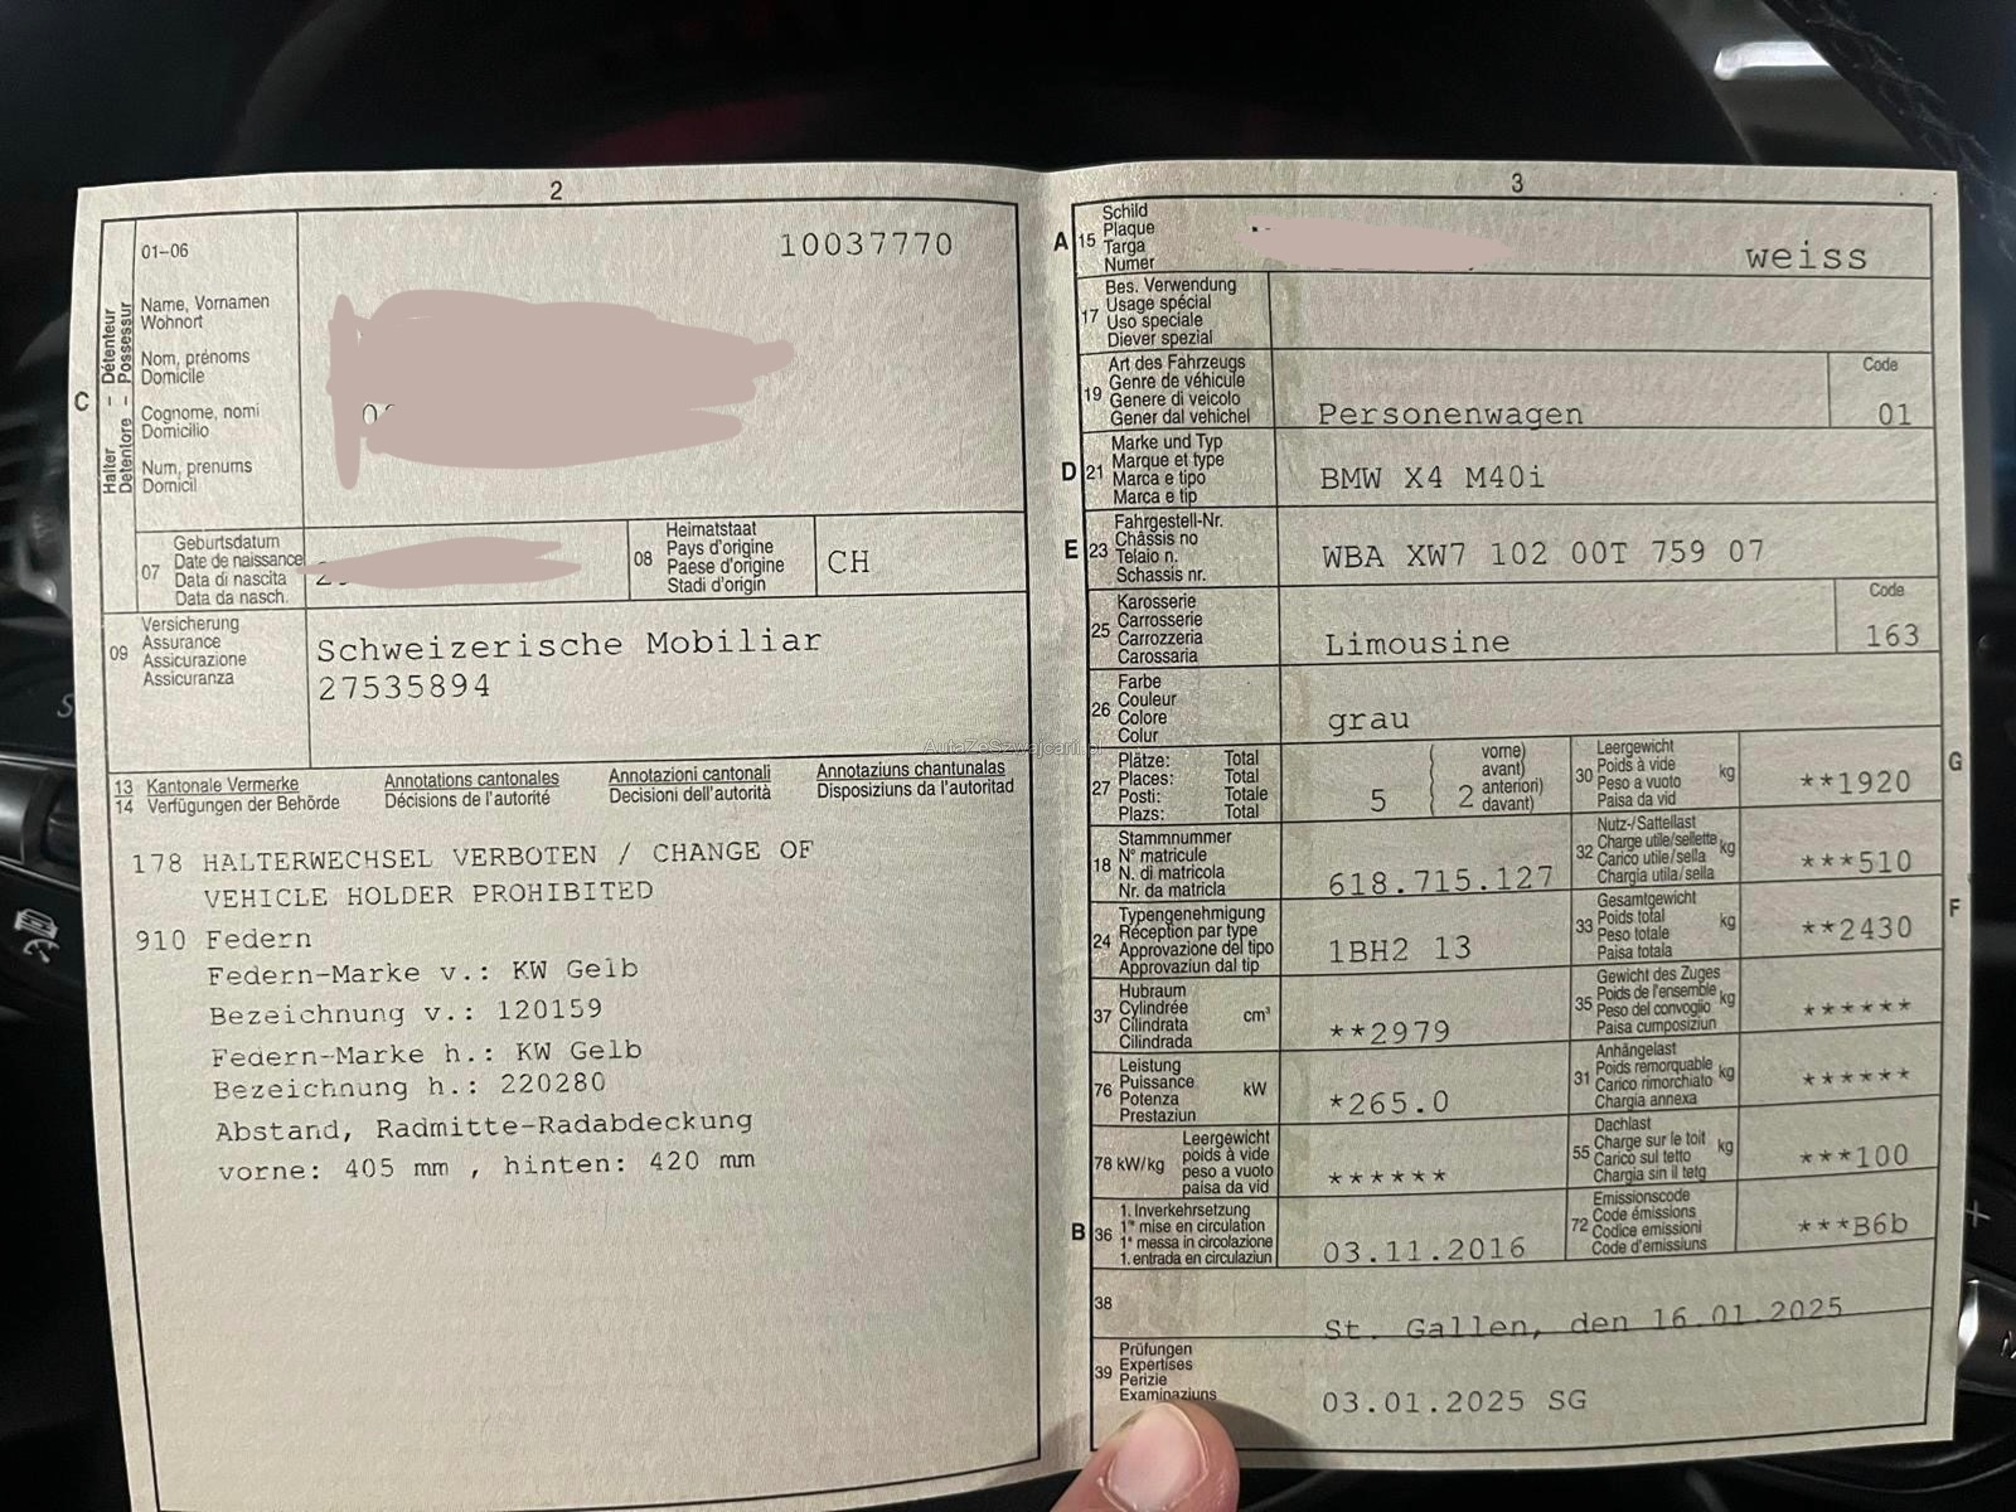 2
01–06
10037770
C
Halter – Détenteur
Detentore – Possessur
Name, Vornamen
Wohnort
Nom, prénoms
Domicile
Cognome, nomi
Domicilio
Num, prenums
Domicil
07
Geburtsdatum
Date de naissance
Data di nascita
Data da nasch.
08
Heimatstaat
Pays d'origine
Paese d'origine
Stadi d'origin
CH
09
Versicherung
Assurance
Assicurazione
Assicuranza
Schweizerische Mobiliar
27535894
13 Kantonale Vermerke Annotations cantonales Annotazioni cantonali Annotaziuns chantunalas
14 Verfügungen der Behörde Décisions de l'autorité Decisioni dell'autorità Disposiziuns da l'autoritad
178 HALTERWECHSEL VERBOTEN / CHANGE OF
VEHICLE HOLDER PROHIBITED
910 Federn
Federn-Marke v.: KW Gelb
Bezeichnung v.: 120159
Federn-Marke h.: KW Gelb
Bezeichnung h.: 220280
Abstand, Radmitte-Radabdeckung
vorne: 405 mm , hinten: 420 mm
AutaZeSzwajcarii.pl
3
A 15
Schild
Plaque
Targa
Numer
weiss
17
Bes. Verwendung
Usage spécial
Uso speciale
Diever spezial
19
Art des Fahrzeugs
Genre de véhicule
Genere di veicolo
Gener dal vehichel
Personenwagen
Code
01
D 21
Marke und Typ
Marque et type
Marca e tipo
Marca e tip
BMW X4 M40i
E 23
Fahrgestell-Nr.
Châssis no
Telaio n.
Schassis nr.
WBA XW7 102 00T 759 07
25
Karosserie
Carrosserie
Carrozzeria
Carossaria
Limousine
Code
163
26
Farbe
Couleur
Colore
Colur
grau
27
Plätze: Total
Places: Total
Posti: Totale
Plazs: Total
5
2
vorne)
avant)
anteriori)
davant)
G
30
Leergewicht
Poids à vide
Peso a vuoto
Paisa da vid
kg
**1920
18
Stammnummer
N° matricule
N. di matricola
Nr. da matricla
618.715.127
32
Nutz-/Sattellast
Charge utile/sellette
Carico utile/sella
Chargia utila/sella
kg
***510
24
Typengenehmigung
Réception par type
Approvazione del tipo
Approvaziun dal tip
1BH2 13
F
33
Gesamtgewicht
Poids total
Peso totale
Paisa totala
kg
**2430
37
Hubraum
Cylindrée
Cilindrata
Cilindrada
cm³
**2979
35
Gewicht des Zuges
Poids de l'ensemble
Peso del convoglio
Paisa cumposiziun
kg
******
76
Leistung
Puissance
Potenza
Prestaziun
kW
*265.0
31
Anhängelast
Poids remorquable
Carico rimorchiato
Chargia annexa
kg
******
78 kW/kg
Leergewicht
poids à vide
peso a vuoto
paisa da vid
******
55
Dachlast
Charge sur le toit
Carico sul tetto
Chargia sin il tetg
kg
***100
B 36
1. Inverkehrsetzung
1re mise en circulation
1a messa in circolazione
1. entrada en circulaziun
03.11.2016
72
Emissionscode
Code émissions
Codice emissioni
Code d'emissiuns
***B6b
38
St. Gallen, den 16.01.2025
39
Prüfungen
Expertises
Perizie
Examinaziuns
03.01.2025 SG